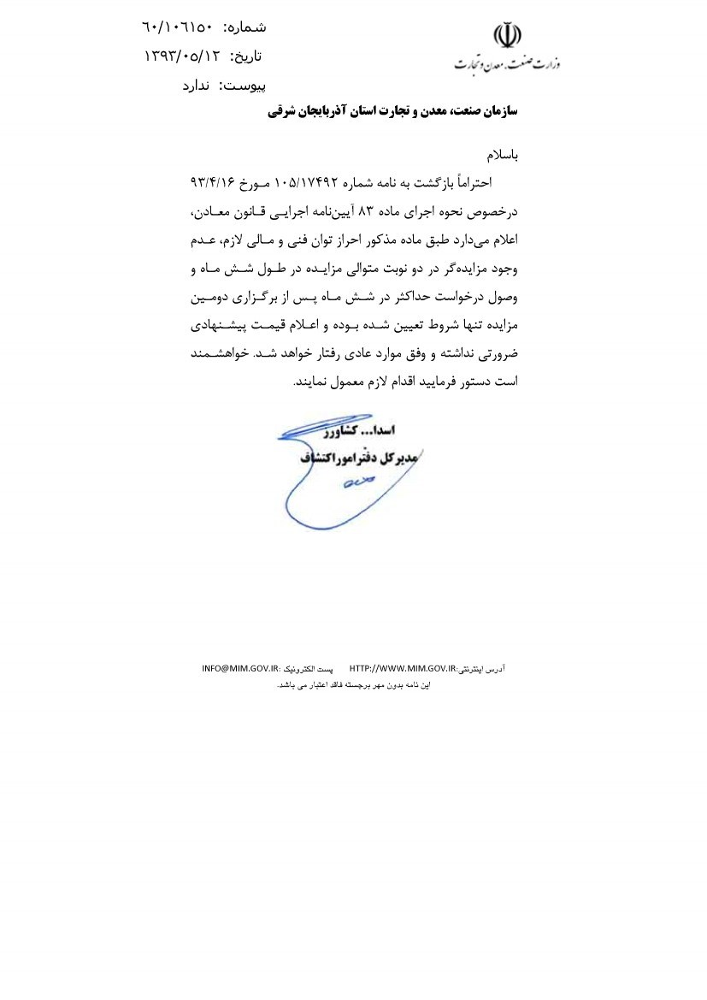 وزارت صنعت، معدن و تجارت
شماره: ٦٠/١٠٦١٥٠
تاریخ: ١٣٩٣/٠٥/١٢
پیوست: ندارد
سازمان صنعت، معدن و تجارت استان آذربایجان شرقی
باسلام
احتراماً بازگشت به نامه شماره ۱۰۵/۱۷۴۹۲ مورخ ۹۳/۴/۱۶
درخصوص نحوه اجرای ماده ۸۳ آیین‌نامه اجرایی قانون معادن،
اعلام می‌دارد طبق ماده مذکور احراز توان فنی و مالی لازم، عدم
وجود مزایده‌گر در دو نوبت متوالی مزایده در طول شش ماه و
وصول درخواست حداکثر در شش ماه پس از برگزاری دومین
مزایده تنها شروط تعیین شده بوده و اعلام قیمت پیشنهادی
ضرورتی نداشته و وفق موارد عادی رفتار خواهد شد. خواهشمند
است دستور فرمایید اقدام لازم معمول نمایند.
اسدا... کشاورز
مدیرکل دفتر امور اکتشاف
آدرس اینترنتی:HTTP://WWW.MIM.GOV.IR پست الکترونیک :INFO@MIM.GOV.IR
این نامه بدون مهر برجسته فاقد اعتبار می باشد.